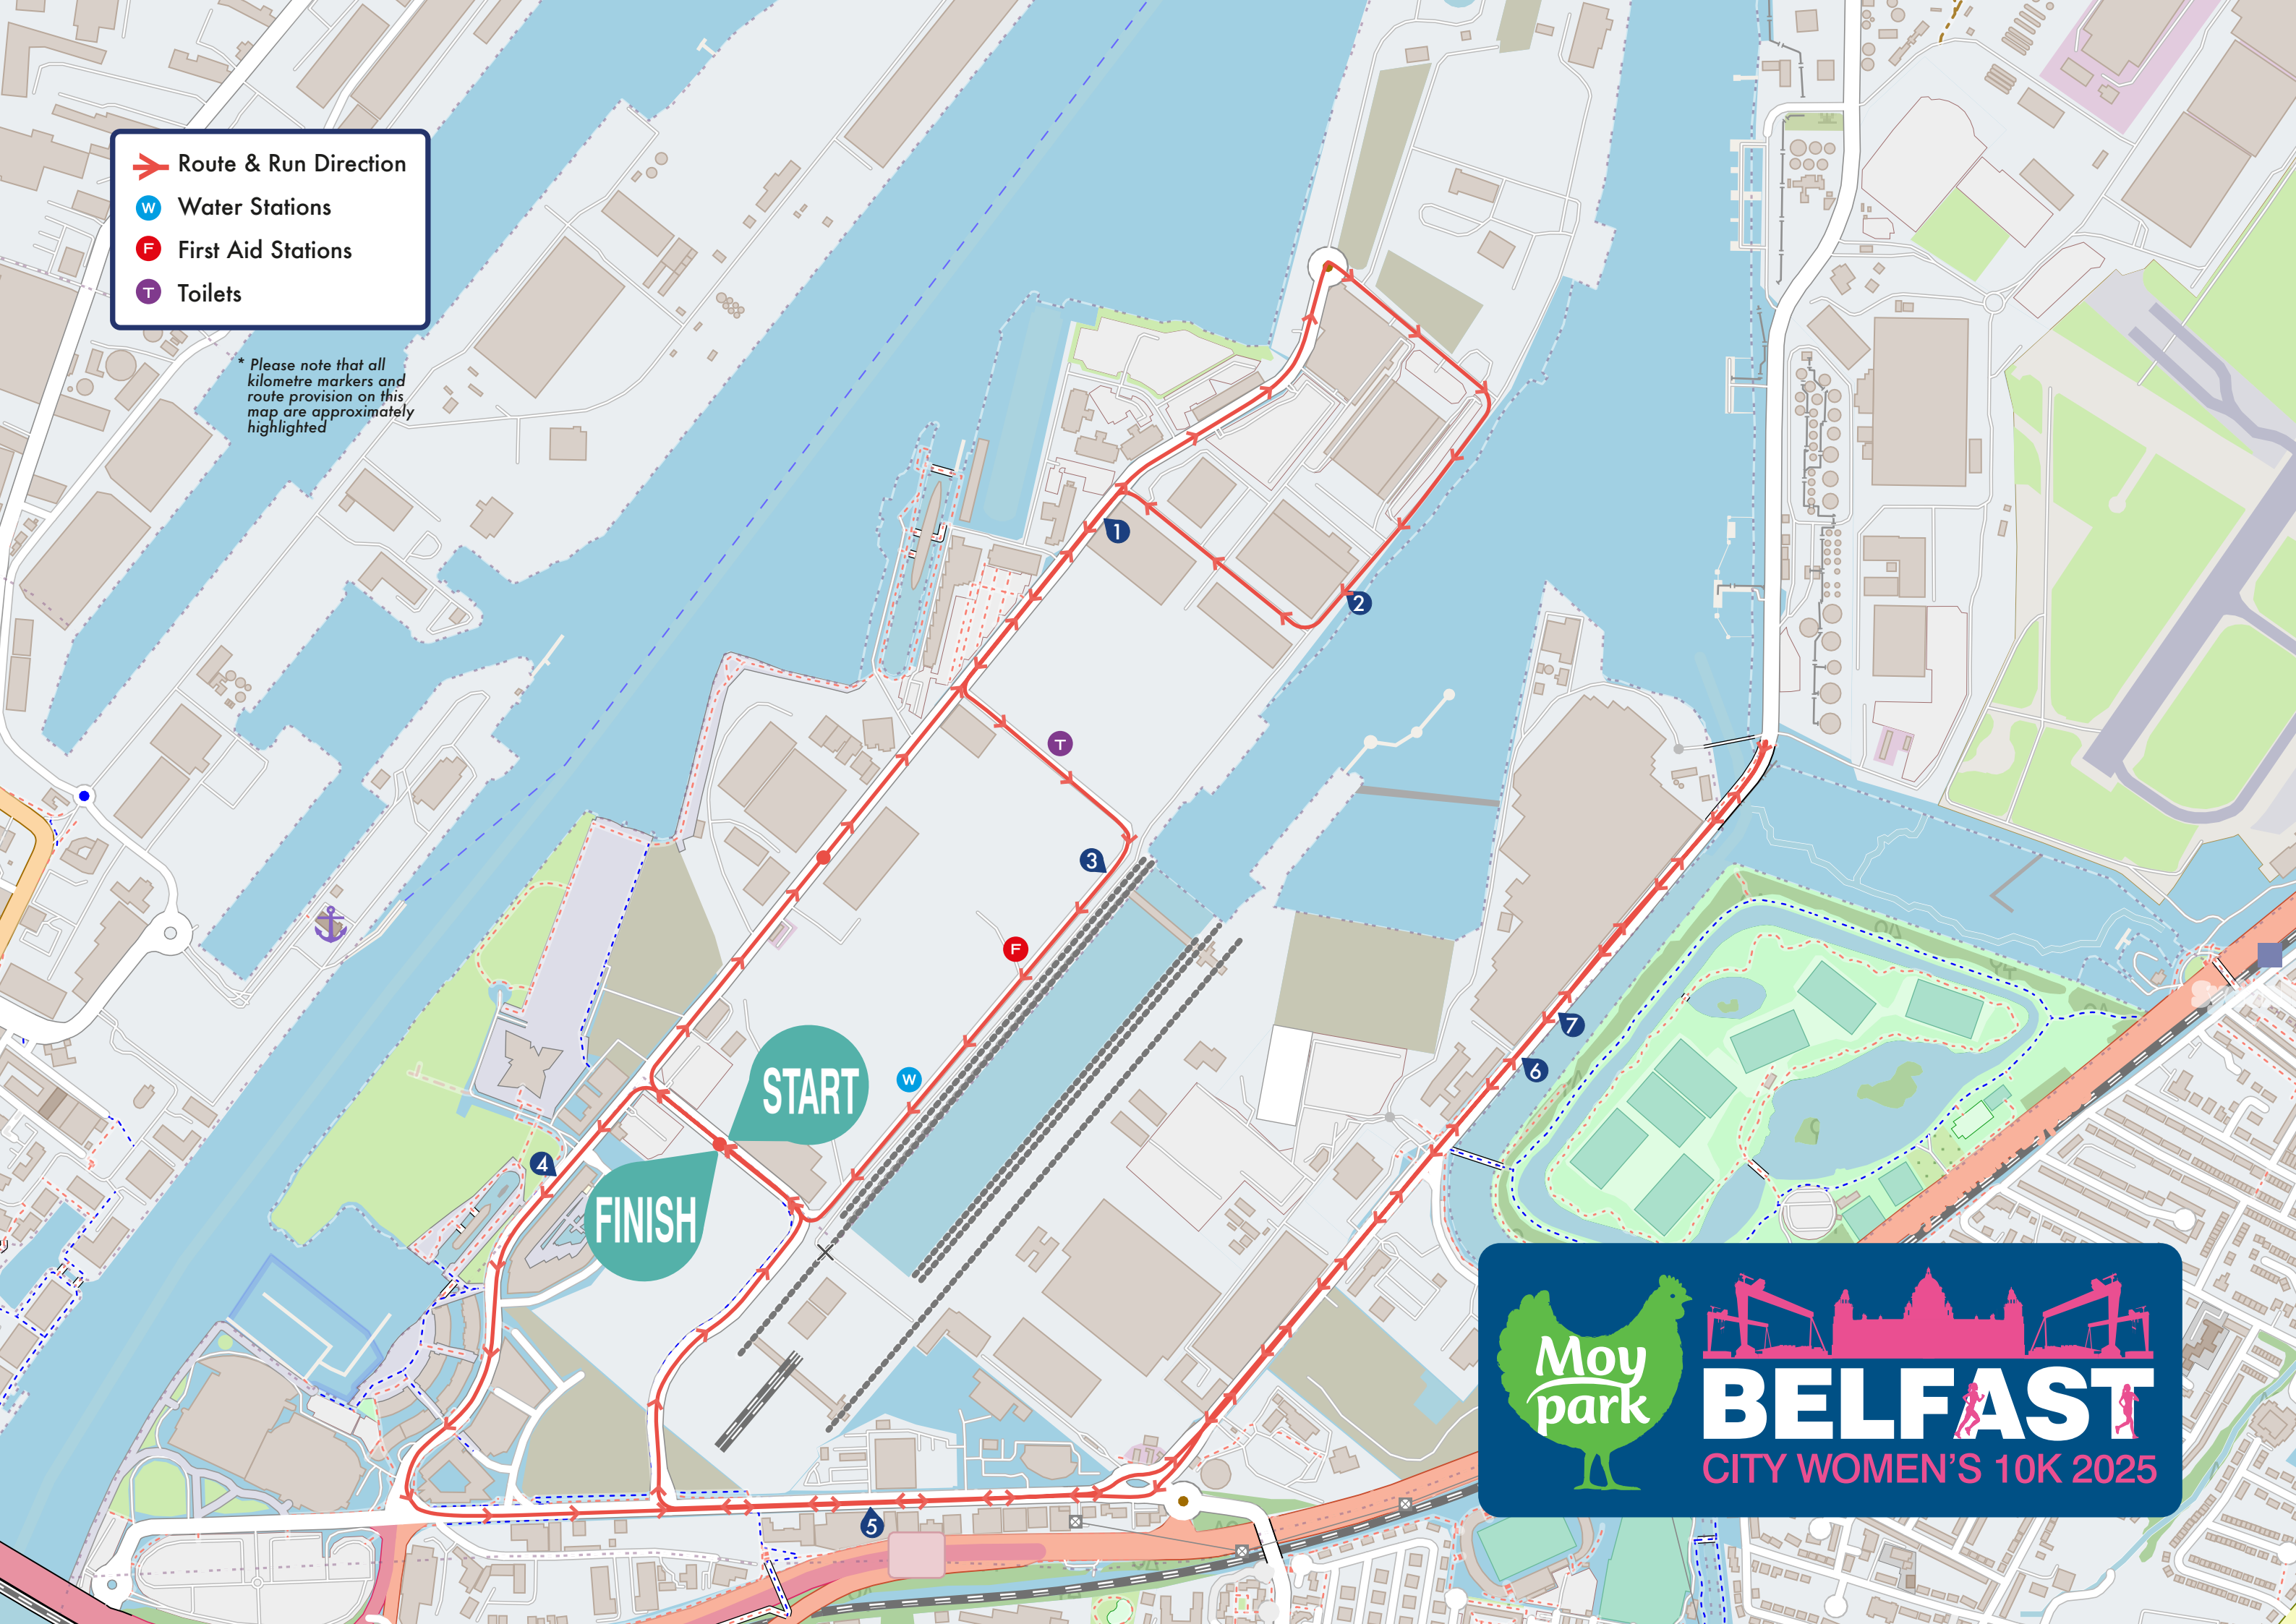 Route & Run Direction
W Water Stations
F First Aid Stations
T Toilets
* Please note that all
kilometre markers and
route provision on this
map are approximately
highlighted
1
2
T
3
F
W
START
FINISH
4
7
6
5
Moy
park
BELFAST
CITY WOMEN'S 10K 2025